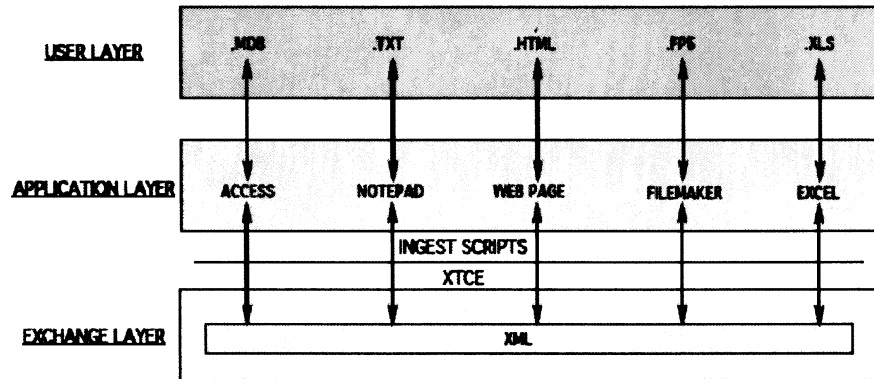 USER LAYER
.MDB .TXT .HTML .FP5 .XLS
APPLICATION LAYER
ACCESS NOTEPAD WEB PAGE FILEMAKER EXCEL
INGEST SCRIPTS
XTCE
EXCHANGE LAYER
XML